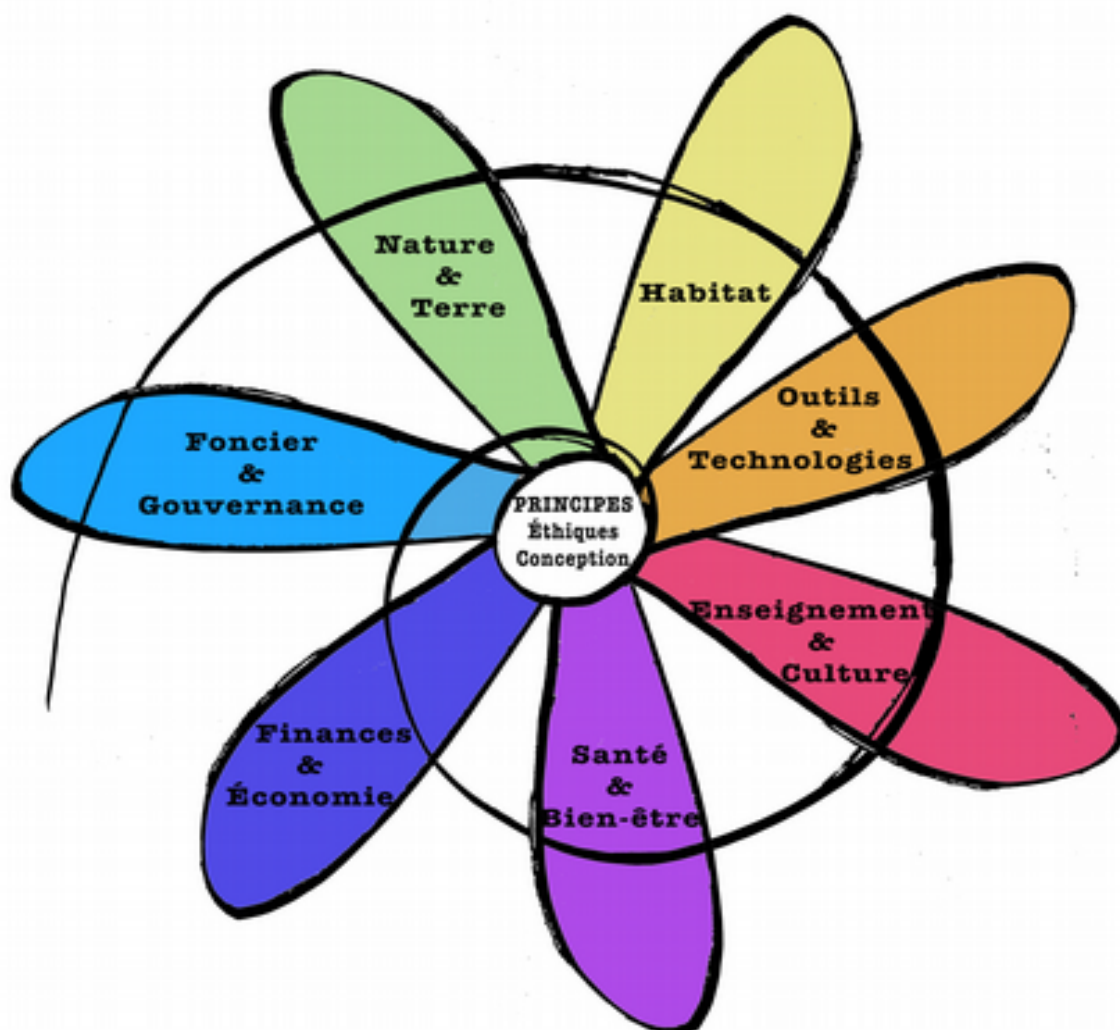 Nature
&
Terre
Habitat
Outils
&
Technologies
Foncier
&
Gouvernance
PRINCIPES
Éthiques
Conception
Enseignement
&
Culture
Finances
&
Économie
Santé
&
Bien-être